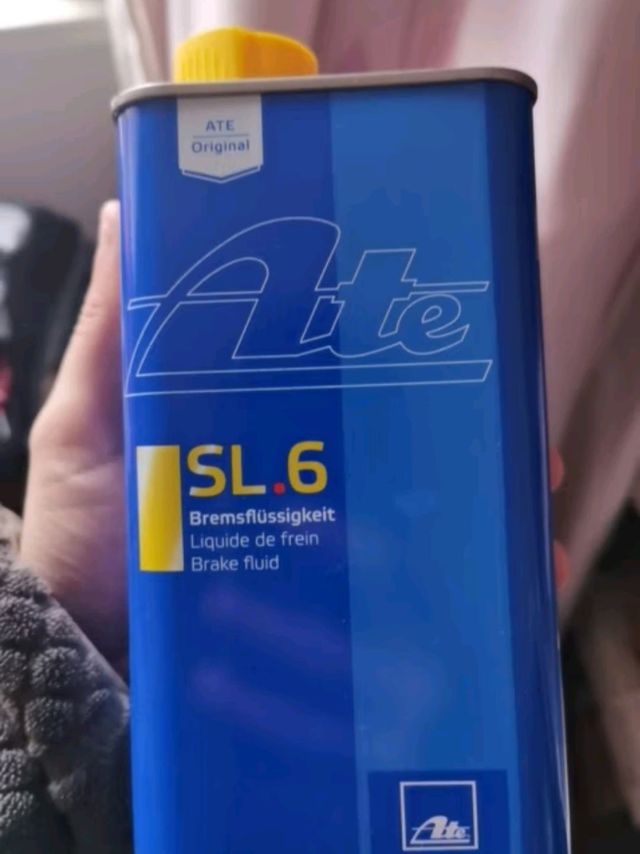 ATE
Original
Ate
SL.6
Bremsflüssigkeit
Liquide de frein
Brake fluid
Ate